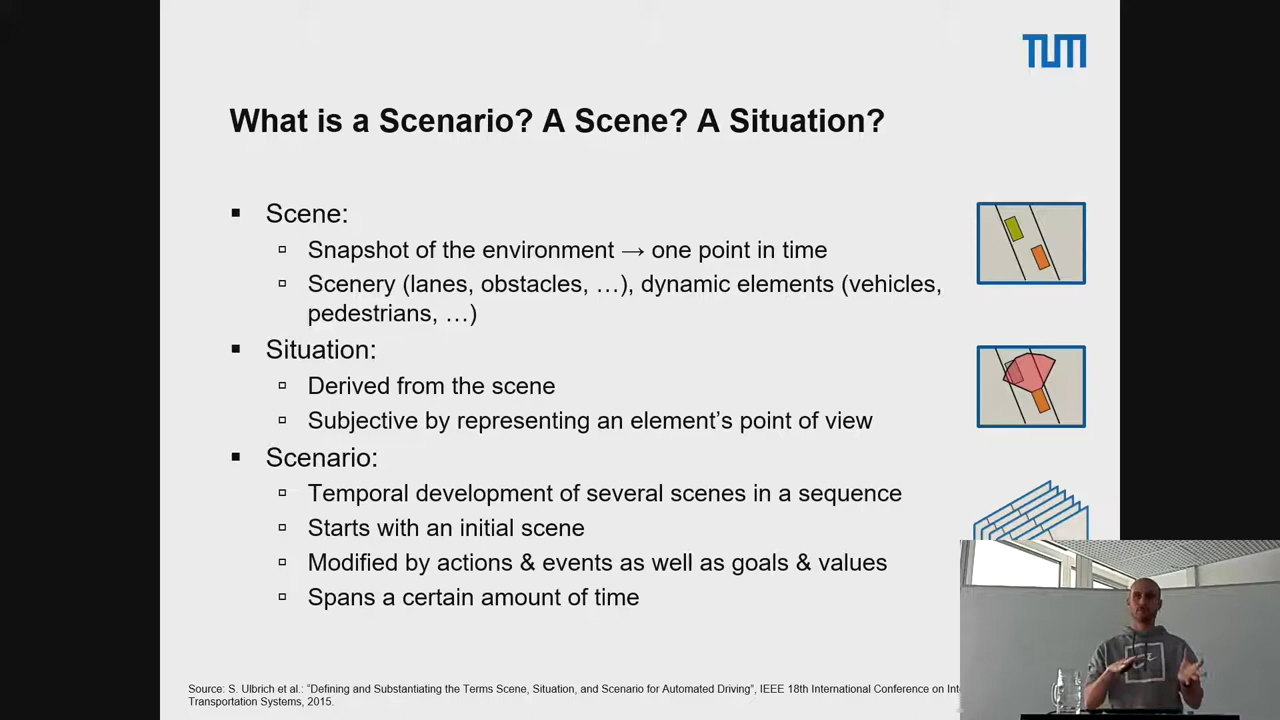 TUM
What is a Scenario? A Scene? A Situation?
▪ Scene:
▫ Snapshot of the environment → one point in time
▫ Scenery (lanes, obstacles, …), dynamic elements (vehicles,
pedestrians, …)
▪ Situation:
▫ Derived from the scene
▫ Subjective by representing an element’s point of view
▪ Scenario:
▫ Temporal development of several scenes in a sequence
▫ Starts with an initial scene
▫ Modified by actions & events as well as goals & values
▫ Spans a certain amount of time
Source: S. Ulbrich et al.: “Defining and Substantiating the Terms Scene, Situation, and Scenario for Automated Driving”, IEEE 18th International Conference on
Transportation Systems, 2015.